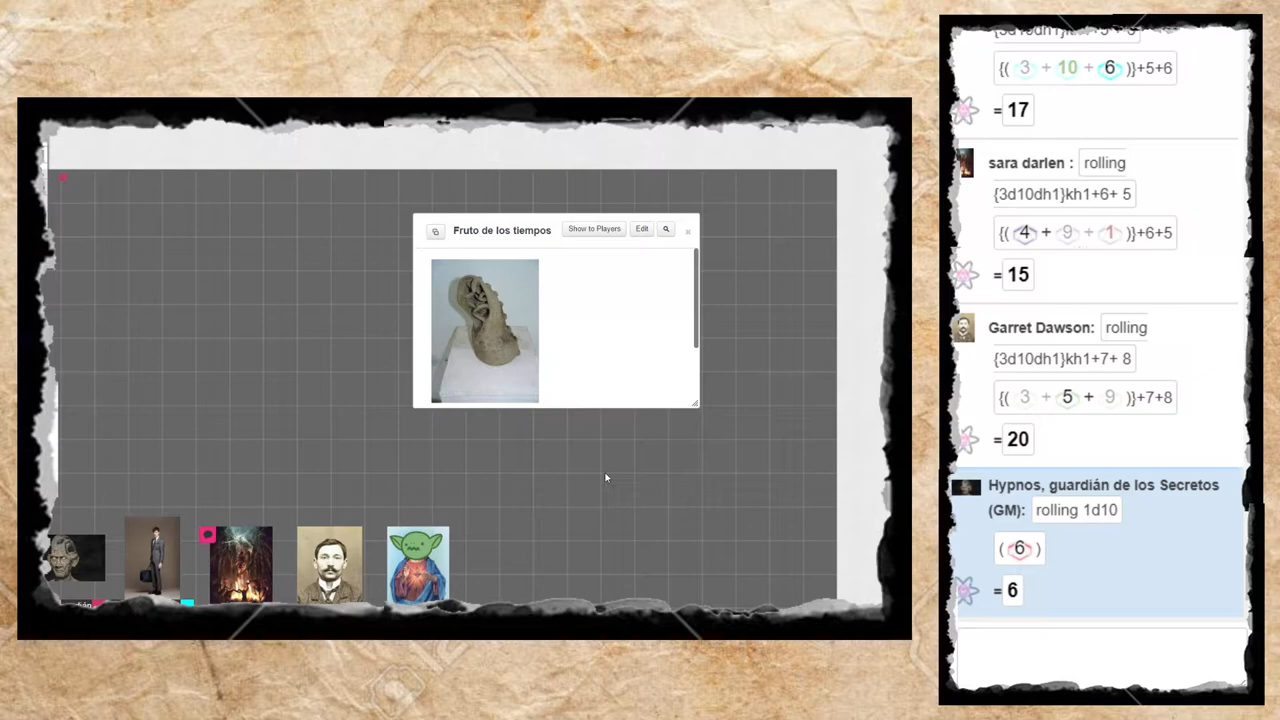 Fruto de los tiempos
Show to Players
Edit
{( 3 + 10 + 6 )}+5+6
= 17
sara darlen : rolling
{3d10dh1}kh1+6+ 5
{( 4 + 9 + 1 )}+6+5
= 15
Garret Dawson: rolling
{3d10dh1}kh1+7+ 8
{( 3 + 5 + 9 )}+7+8
= 20
Hypnos, guardián de los Secretos
(GM): rolling 1d10
( 6 )
= 6